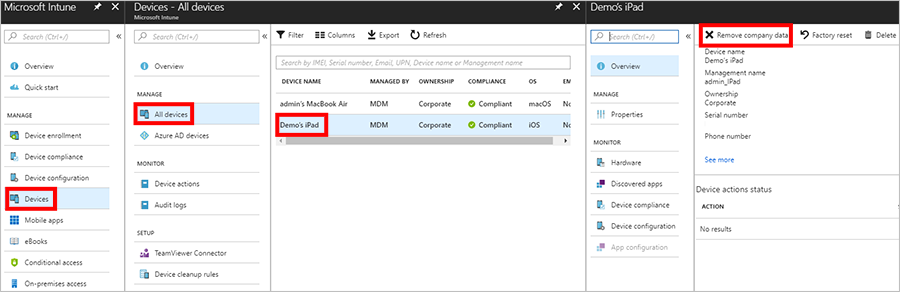 Microsoft Intune
Search (Ctrl+/)
Overview
Quick start
MANAGE
Device enrollment
Device compliance
Device configuration
Devices
Mobile apps
eBooks
Conditional access
On-premises access
Devices - All devices
Microsoft Intune
Search (Ctrl+/)
Overview
MANAGE
All devices
Azure AD devices
MONITOR
Device actions
Audit logs
SETUP
TeamViewer Connector
Device cleanup rules
Filter Columns Export Refresh
Search by IMEI, Serial number, Email, UPN, Device name or Management name
DEVICE NAME MANAGED BY OWNERSHIP COMPLIANCE OS EM
admin's MacBook Air MDM Corporate Compliant macOS No
Demo's iPad MDM Corporate Compliant iOS No
Demo's iPad
Search (Ctrl+/)
Overview
MANAGE
Properties
MONITOR
Hardware
Discovered apps
Device compliance
Device configuration
App configuration
Remove company data Factory reset Delete
Device name
Demo's iPad
Management name
admin_iPad
Ownership
Corporate
Serial number
Phone number
See more
Device actions status
ACTION
No results